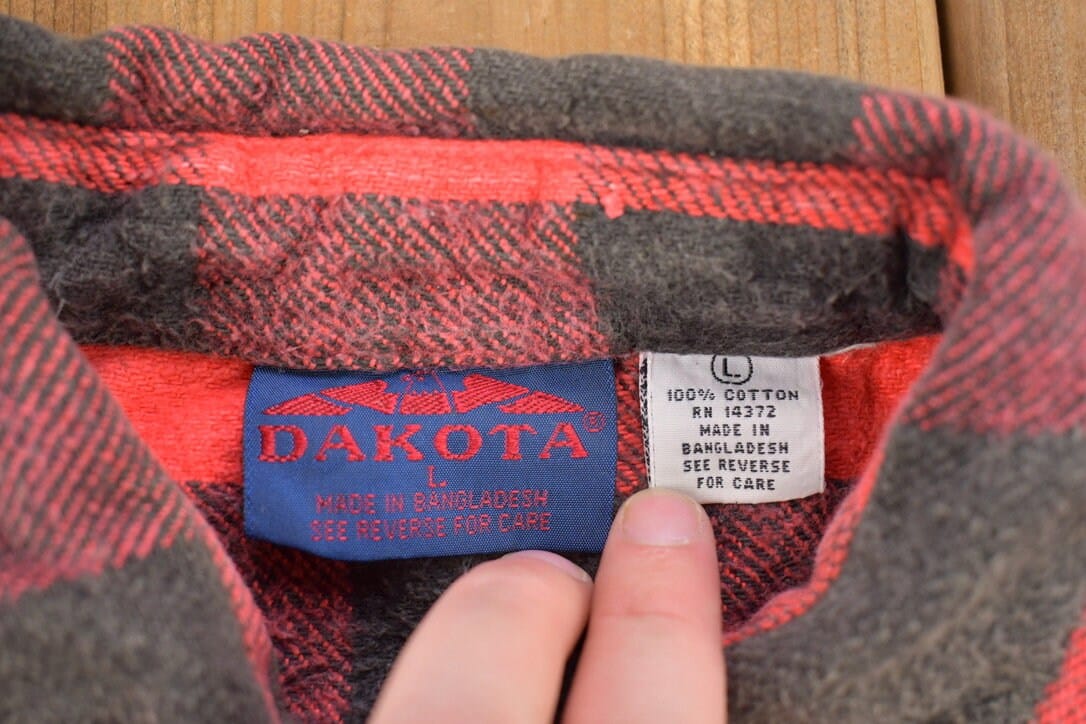 DAKOTA®
L
MADE IN BANGLADESH
SEE REVERSE FOR CARE
L
100% COTTON
RN 14372
MADE IN
BANGLADESH
SEE REVERSE
FOR CARE